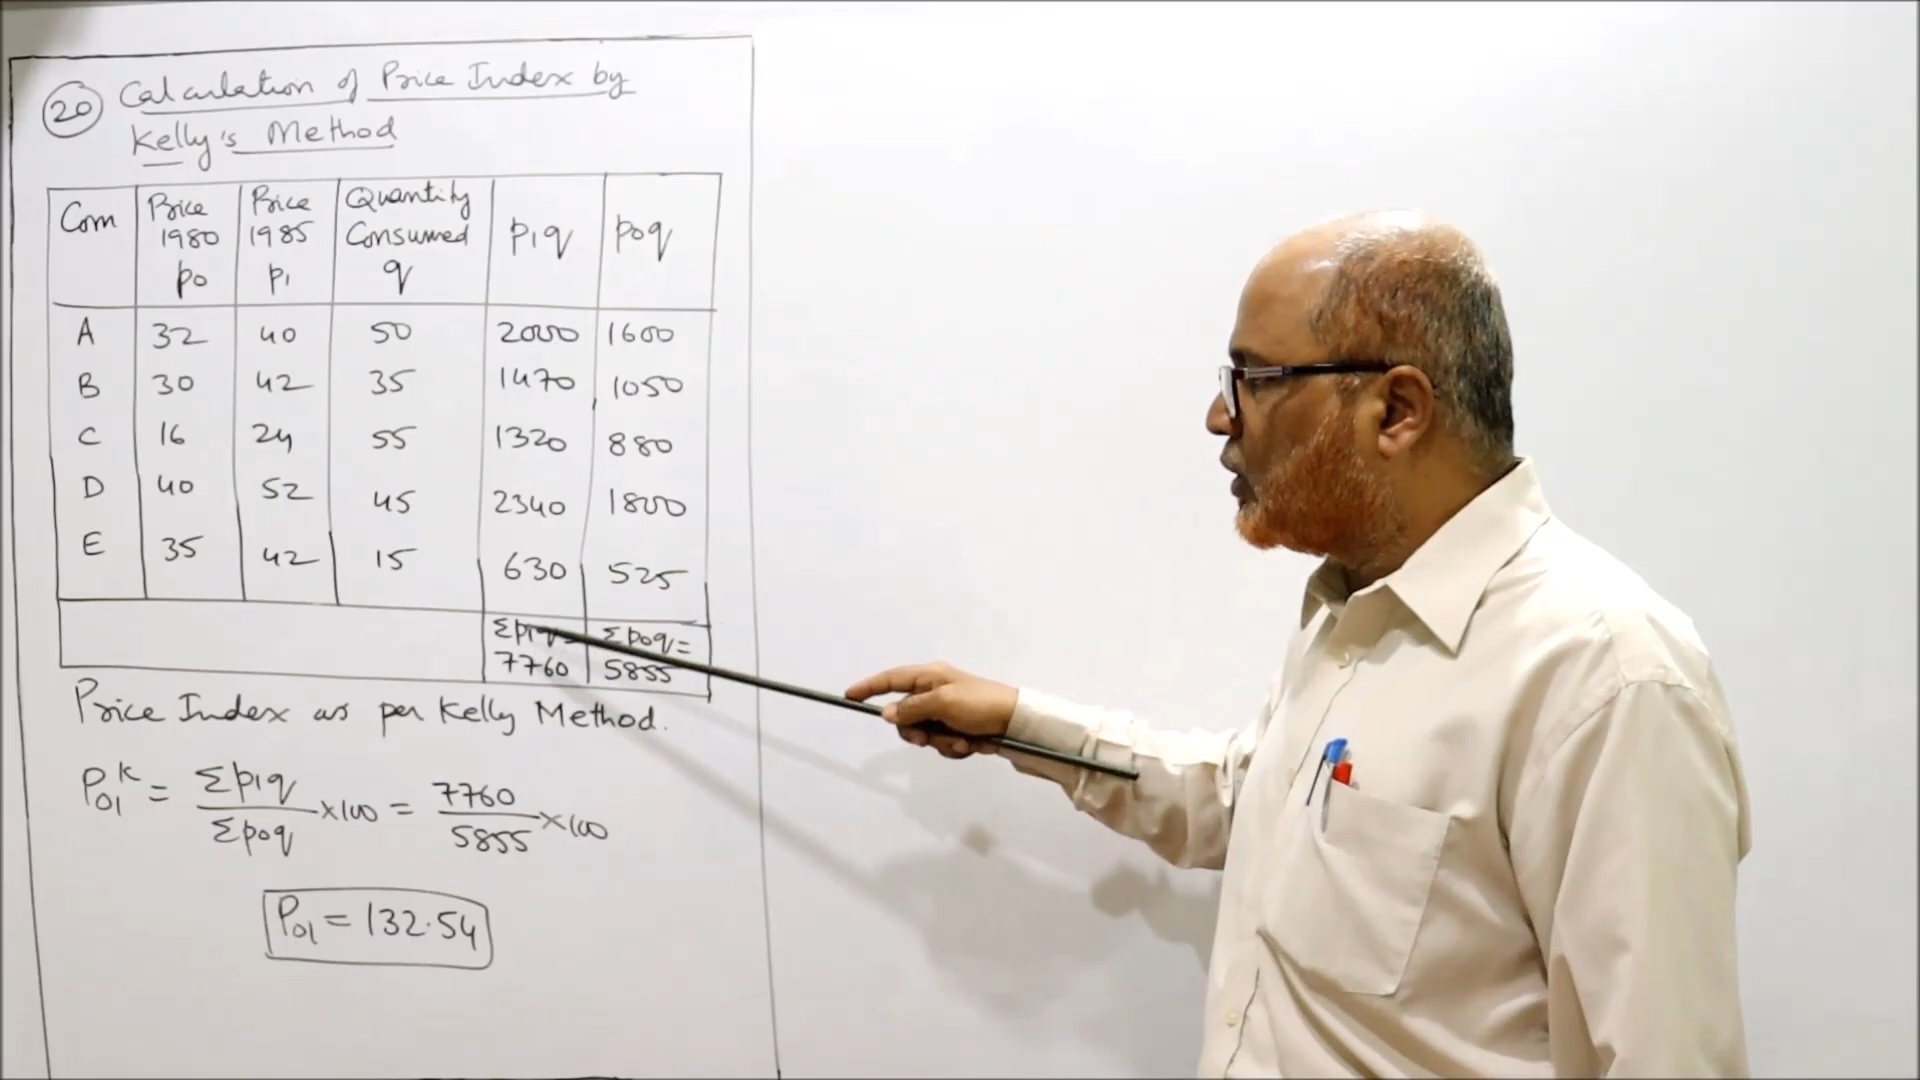 20 Calculation of Price Index by
Kelly's Method
Com Price 1980 p0 Price 1985 p1 Quantity Consumed q p1q p0q
A 32 40 50 2000 1600
B 30 42 35 1470 1050
C 16 24 55 1320 880
D 40 52 45 2340 1800
E 35 42 15 630 525
Σp1q= 7760 Σp0q= 5855
Price Index as per Kelly Method.
P01^K = Σp1q / Σp0q ×100 = 7760 / 5855 ×100
P01 = 132.54